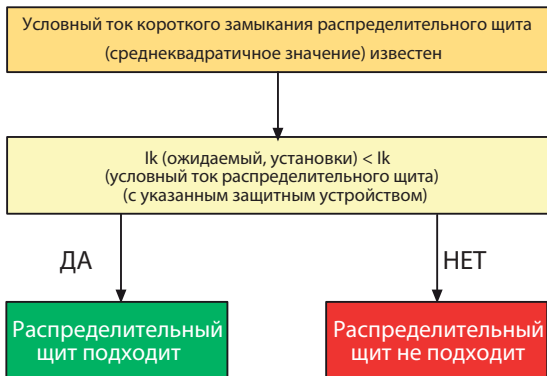 Условный ток короткого замыкания распределительного щита
(среднеквадратичное значение) известен
Ik (ожидаемый, установки) < Ik
(условный ток распределительного щита)
(с указанным защитным устройством)
ДА
НЕТ
Распределительный
щит подходит
Распределительный
щит не подходит